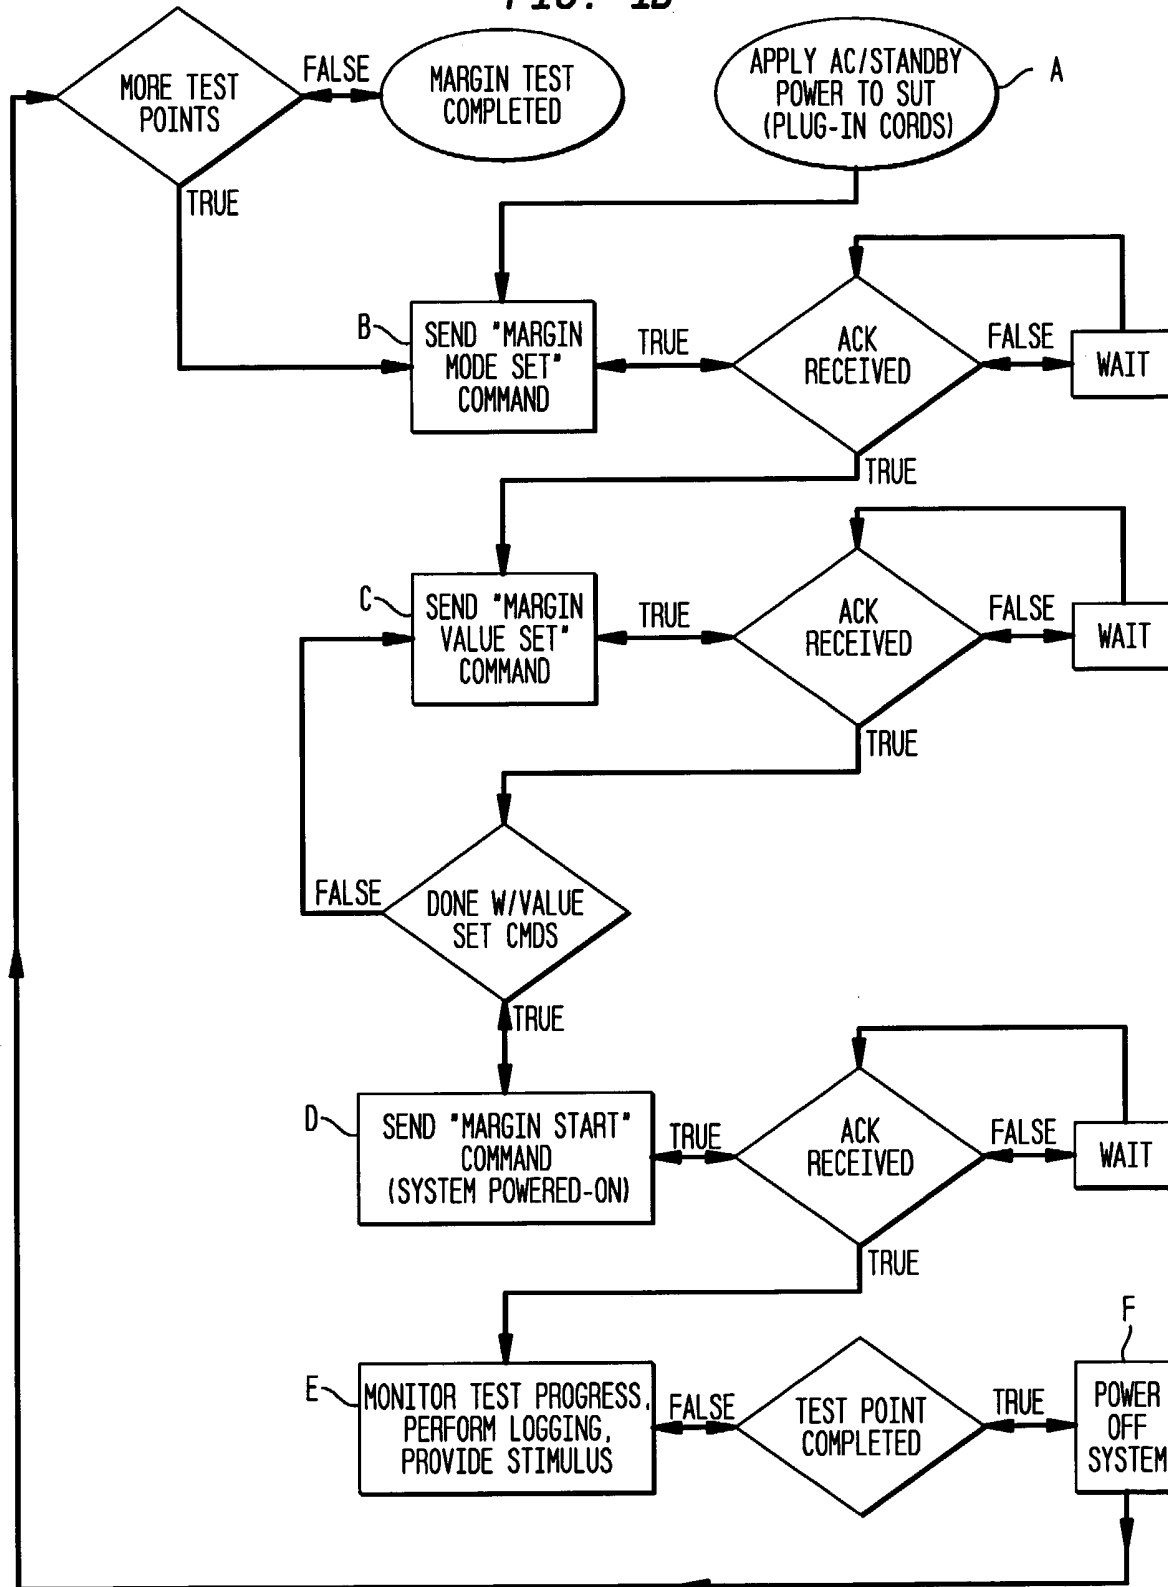 MORE TEST
POINTS
FALSE
MARGIN TEST
COMPLETED
APPLY AC/STANDBY
POWER TO SUT
(PLUG-IN CORDS)
A
TRUE
B
SEND "MARGIN
MODE SET"
COMMAND
TRUE
ACK
RECEIVED
FALSE
WAIT
TRUE
C
SEND "MARGIN
VALUE SET"
COMMAND
TRUE
ACK
RECEIVED
FALSE
WAIT
TRUE
FALSE
DONE W/VALUE
SET CMDS
TRUE
D
SEND "MARGIN START"
COMMAND
(SYSTEM POWERED-ON)
TRUE
ACK
RECEIVED
FALSE
WAIT
TRUE
E
MONITOR TEST PROGRESS,
PERFORM LOGGING,
PROVIDE STIMULUS
FALSE
TEST POINT
COMPLETED
TRUE
F
POWER
OFF
SYSTEM